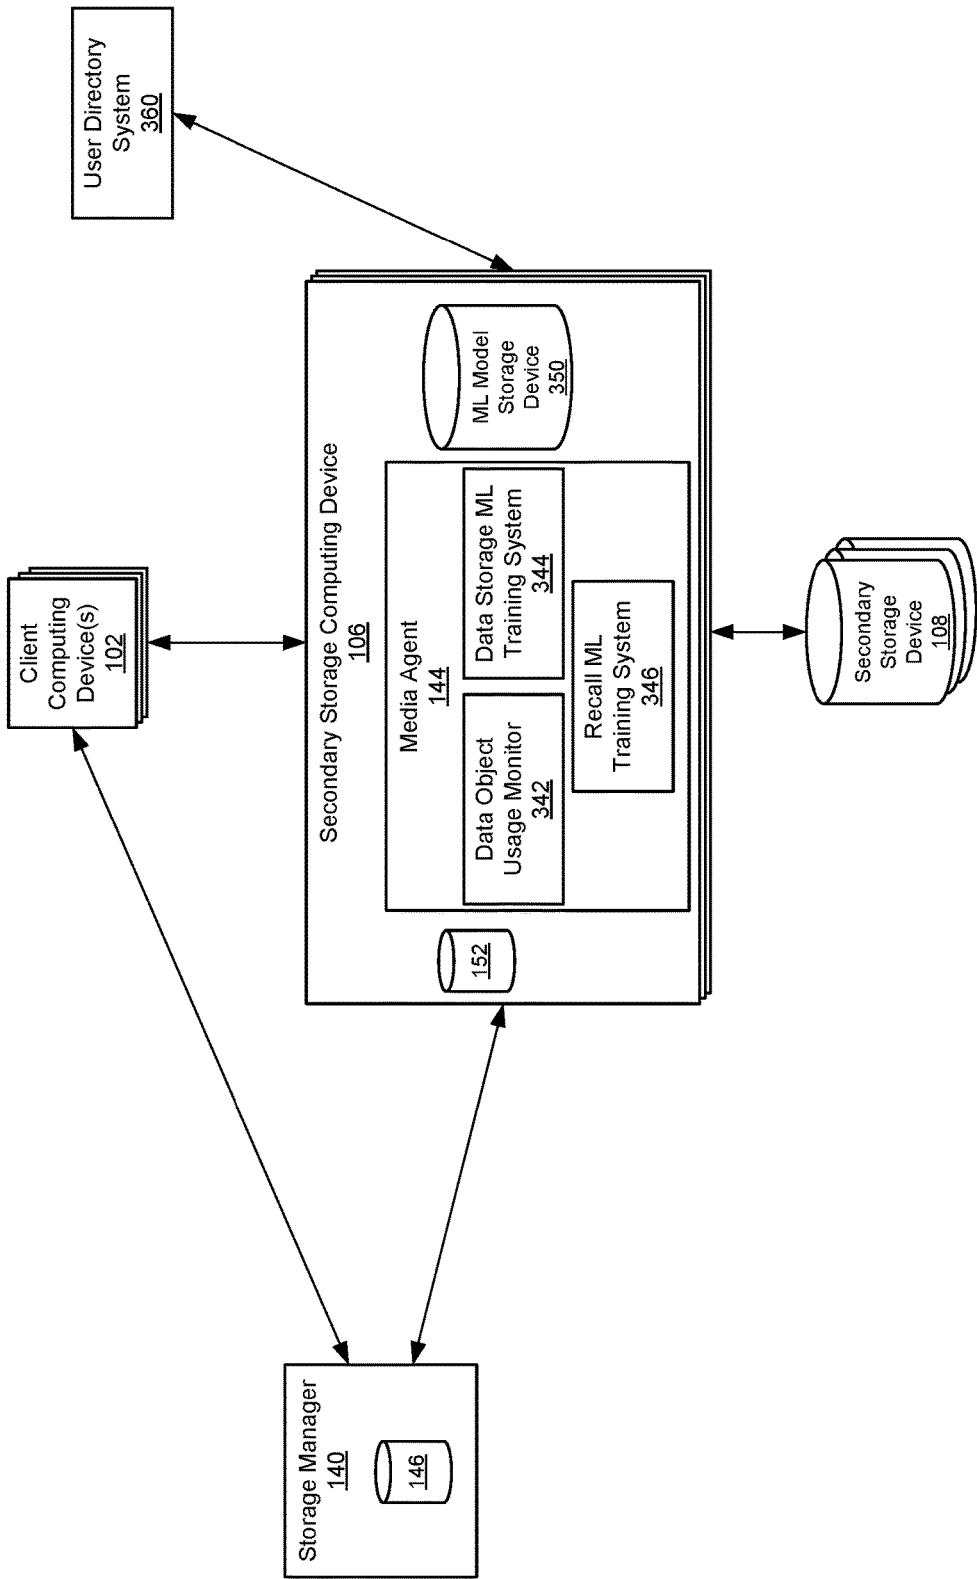 Client
Computing
Device(s)
102
User Directory
System
360
Storage Manager
140
146
Secondary Storage Computing Device
106
152
Media Agent
144
Data Object
Usage Monitor
342
Data Storage ML
Training System
344
Recall ML
Training System
346
ML Model
Storage
Device
350
Secondary
Storage
Device
108